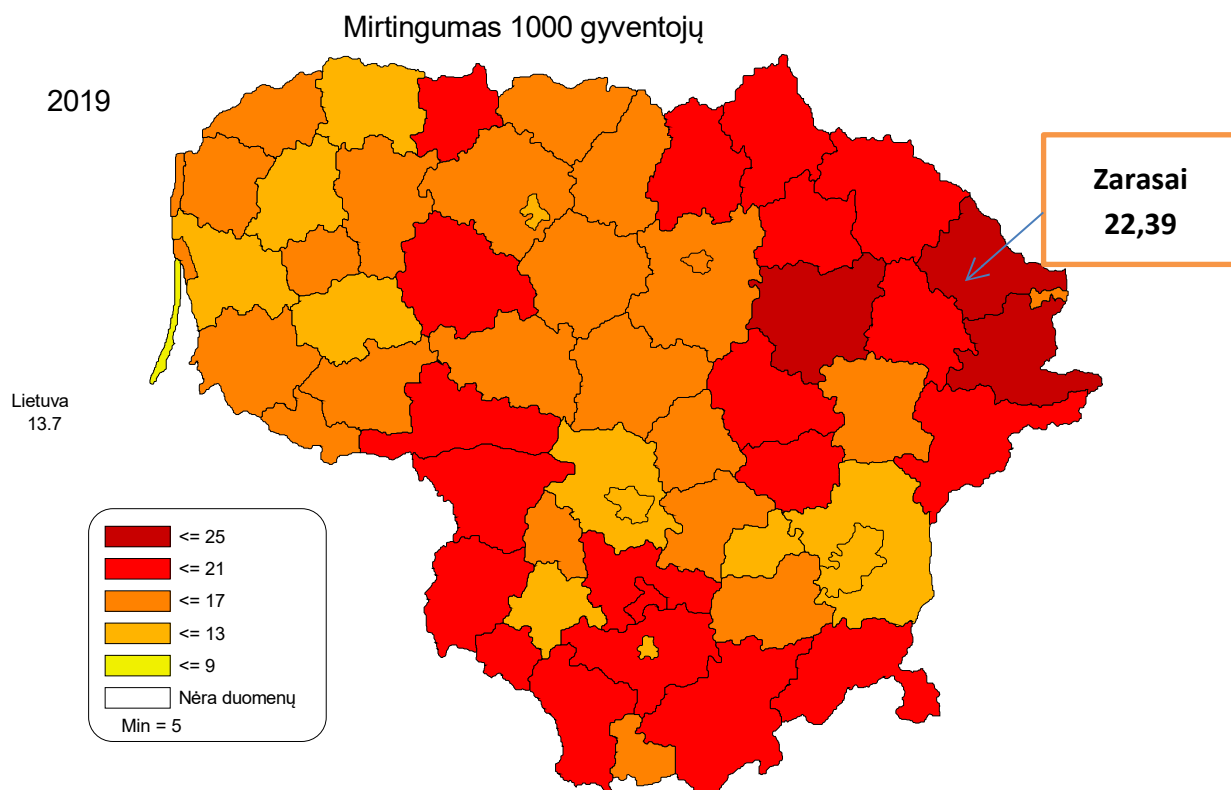 Mirtingumas 1000 gyventojų
2019
Zarasai
22,39
Lietuva
13.7
<= 25
<= 21
<= 17
<= 13
<= 9
Nėra duomenų
Min = 5